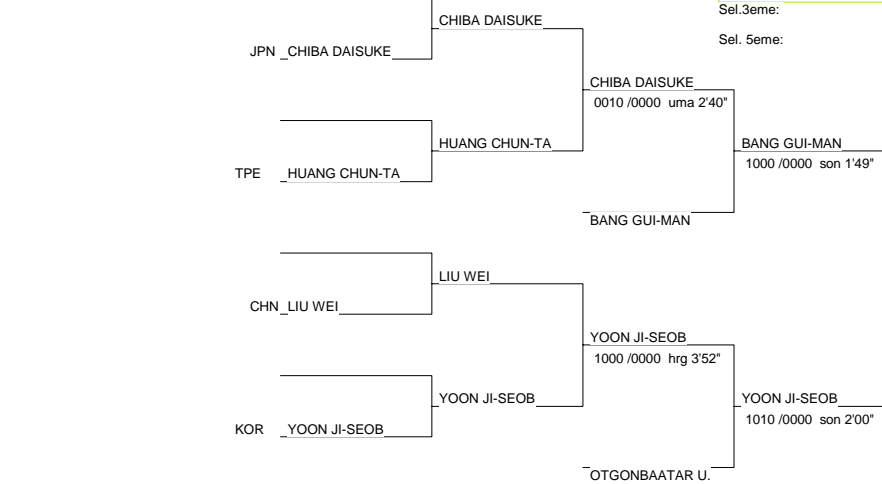 Sel.3eme:
CHIBA DAISUKE
Sel. 5eme:
JPN CHIBA DAISUKE
CHIBA DAISUKE
0010 /0000 uma 2'40"
HUANG CHUN-TA
BANG GUI-MAN
1000 /0000 son 1'49"
TPE HUANG CHUN-TA
BANG GUI-MAN
LIU WEI
CHN LIU WEI
YOON JI-SEOB
1000 /0000 hrg 3'52"
YOON JI-SEOB
YOON JI-SEOB
1010 /0000 son 2'00"
KOR YOON JI-SEOB
OTGONBAATAR U.